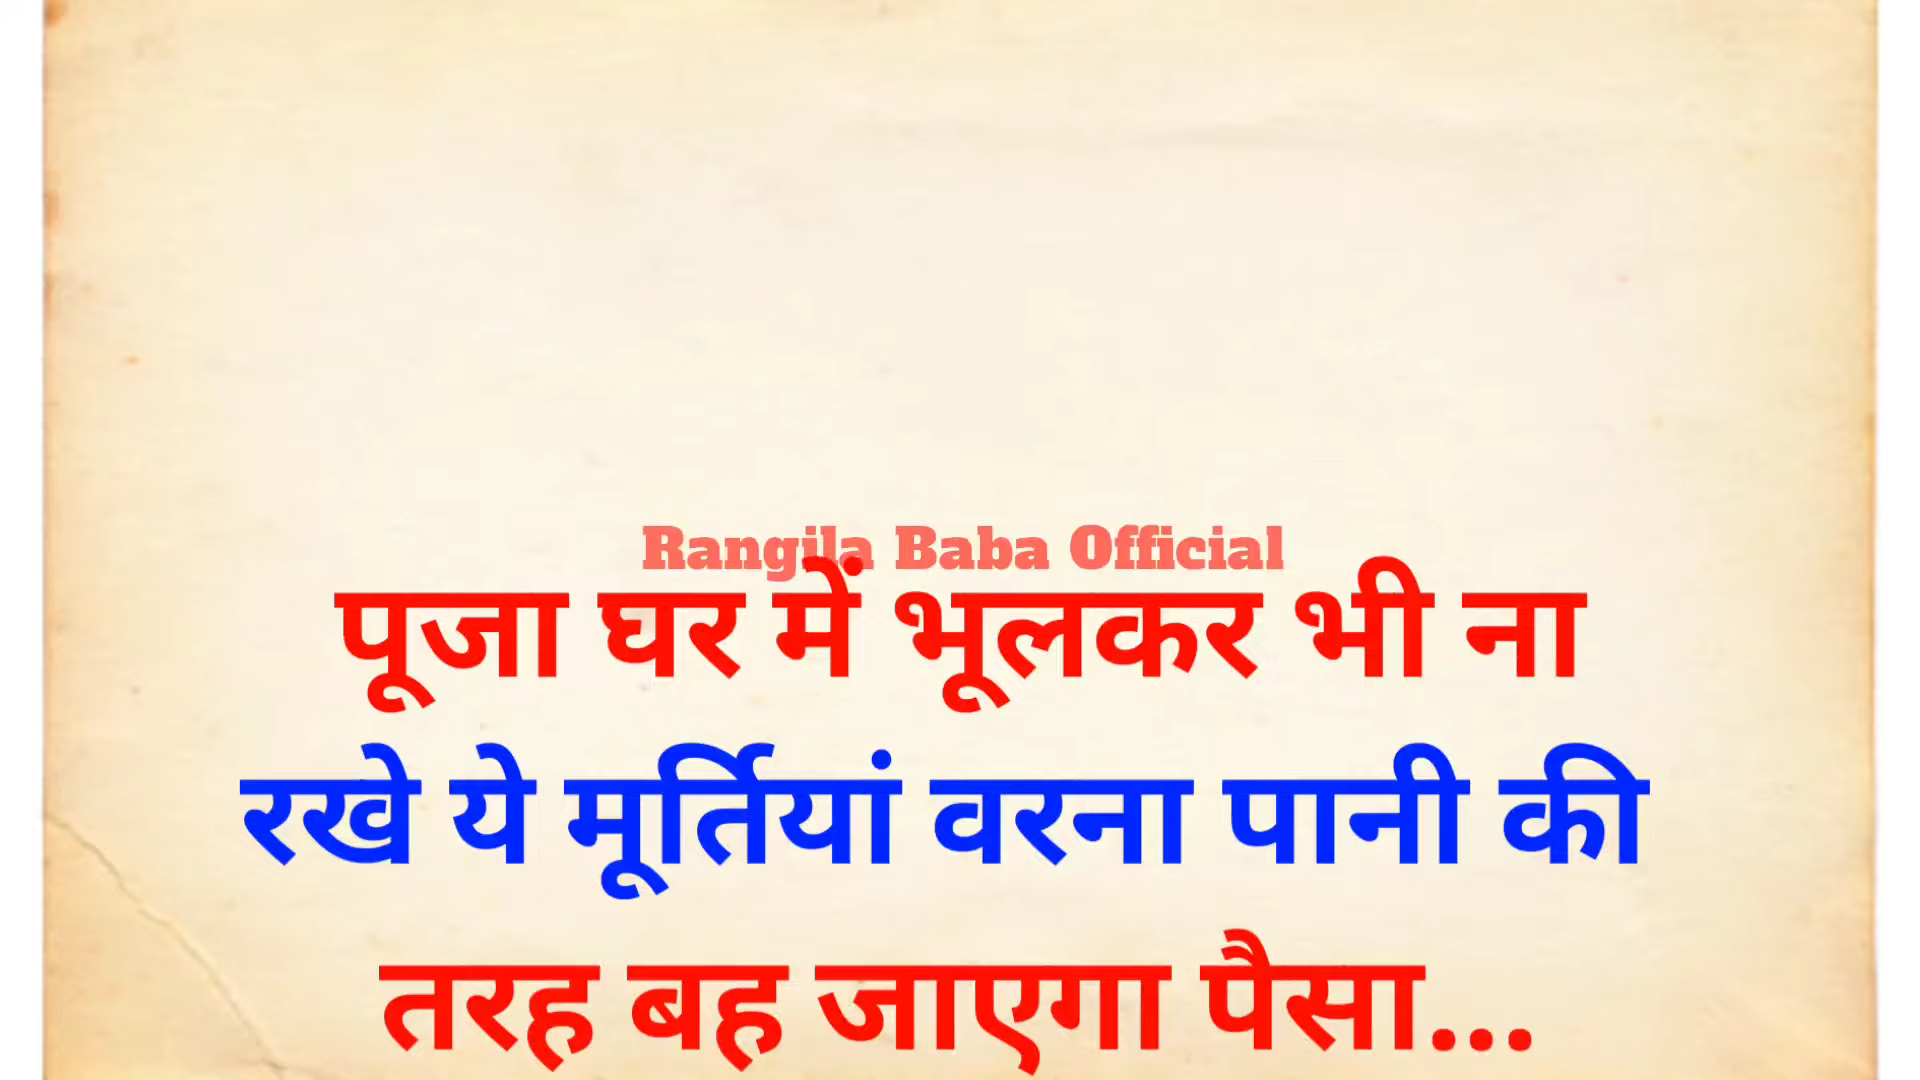 Rangila Baba Official
पूजा घर में भूलकर भी ना
रखे ये मूर्तियां वरना पानी की
तरह बह जाएगा पैसा...